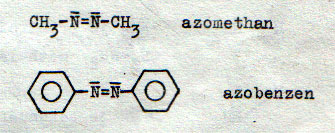 CH₃-N̄=N̄-CH₃ azomethan
-N̄=N̄- azobenzen